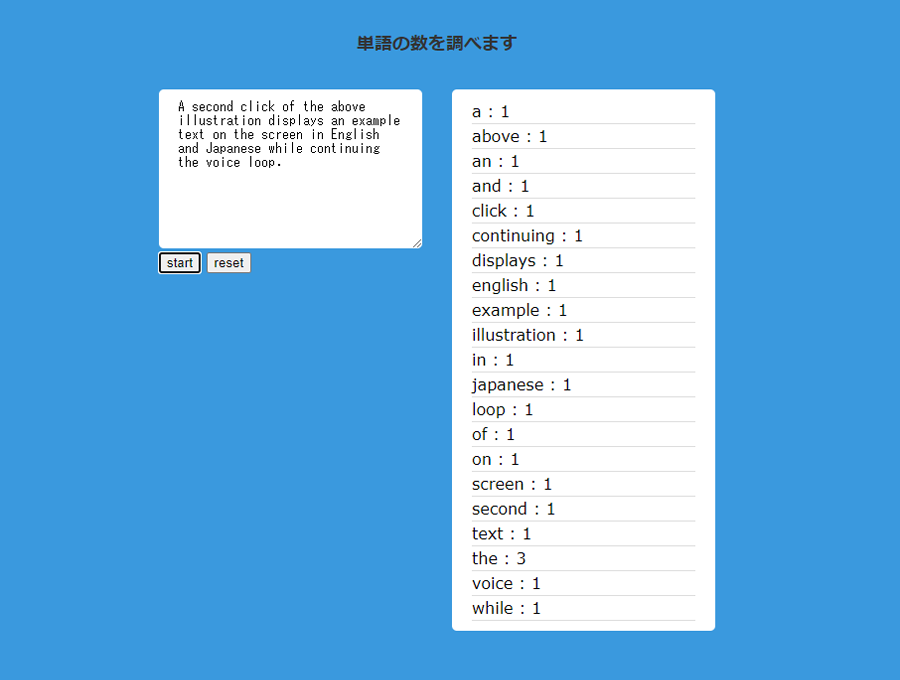 単語の数を調べます
A second click of the above
illustration displays an example
text on the screen in English
and Japanese while continuing
the voice loop.
start reset
a : 1
above : 1
an : 1
and : 1
click : 1
continuing : 1
displays : 1
english : 1
example : 1
illustration : 1
in : 1
japanese : 1
loop : 1
of : 1
on : 1
screen : 1
second : 1
text : 1
the : 3
voice : 1
while : 1